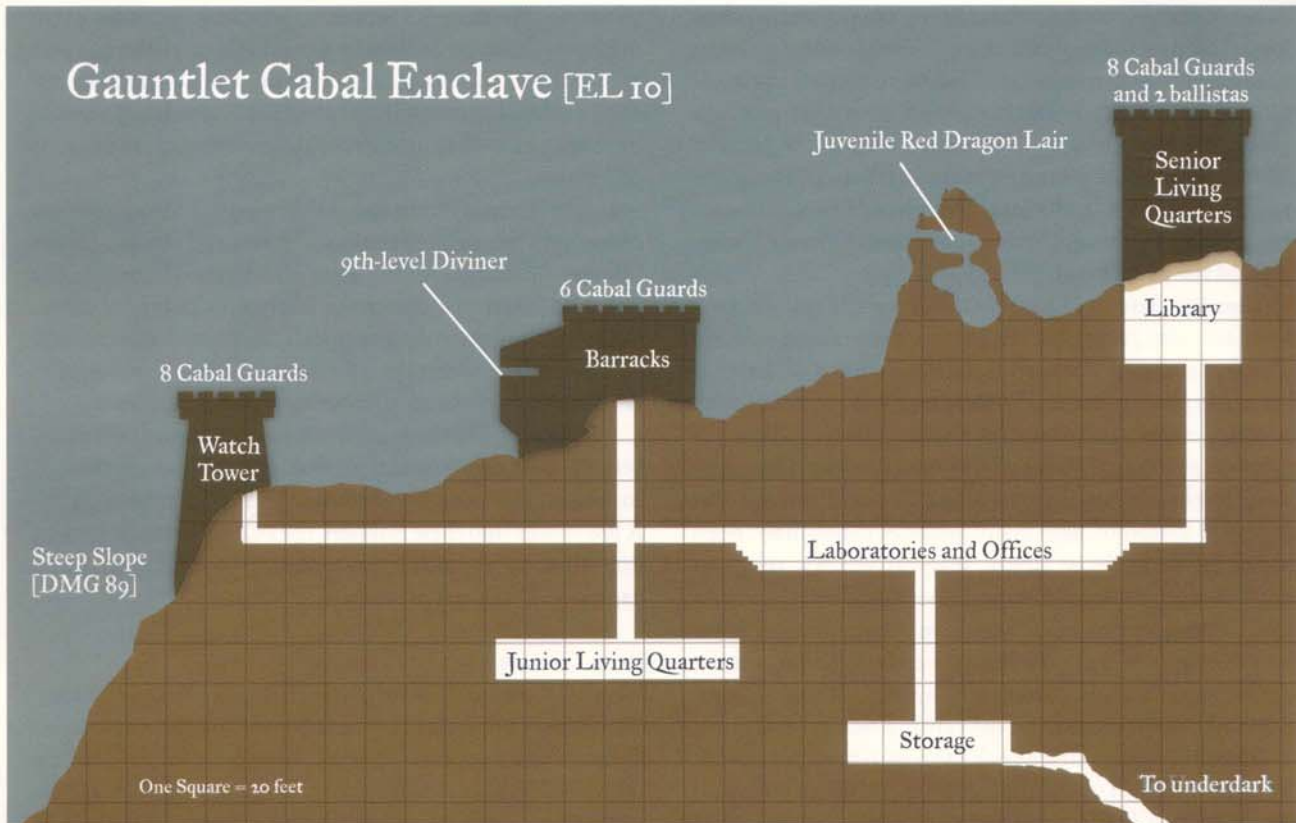 Gauntlet Cabal Enclave [EL 10]
8 Cabal Guards
and 2 ballistas
Juvenile Red Dragon Lair
Senior
Living
Quarters
9th-level Diviner
6 Cabal Guards
Library
Barracks
8 Cabal Guards
Watch
Tower
Steep Slope
[DMG 89]
Laboratories and Offices
Junior Living Quarters
Storage
One Square = 20 feet
To underdark